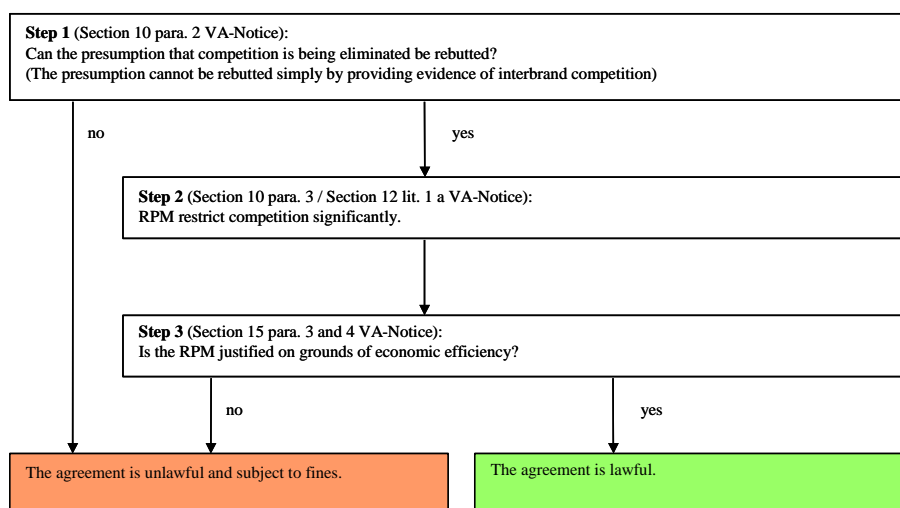 Step 1 (Section 10 para. 2 VA-Notice):
Can the presumption that competition is being eliminated be rebutted?
(The presumption cannot be rebutted simply by providing evidence of interbrand competition)
no
yes
Step 2 (Section 10 para. 3 / Section 12 lit. 1 a VA-Notice):
RPM restrict competition significantly.
Step 3 (Section 15 para. 3 and 4 VA-Notice):
Is the RPM justified on grounds of economic efficiency?
no
yes
The agreement is unlawful and subject to fines.
The agreement is lawful.